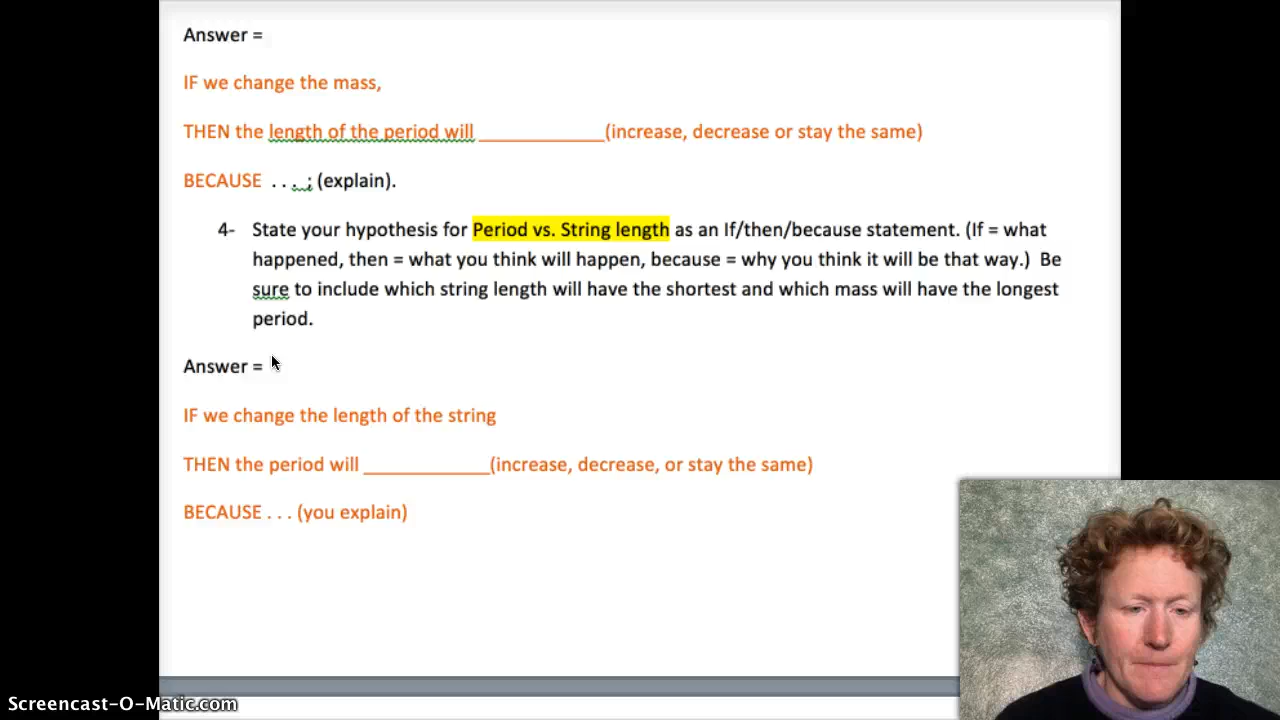 Answer =
IF we change the mass,
THEN the length of the period will ____________(increase, decrease or stay the same)
BECAUSE . . . ; (explain).
4- State your hypothesis for Period vs. String length as an If/then/because statement. (If = what
happened, then = what you think will happen, because = why you think it will be that way.) Be
sure to include which string length will have the shortest and which mass will have the longest
period.
Answer =
IF we change the length of the string
THEN the period will ____________(increase, decrease, or stay the same)
BECAUSE . . . (you explain)
Screencast-O-Matic.com